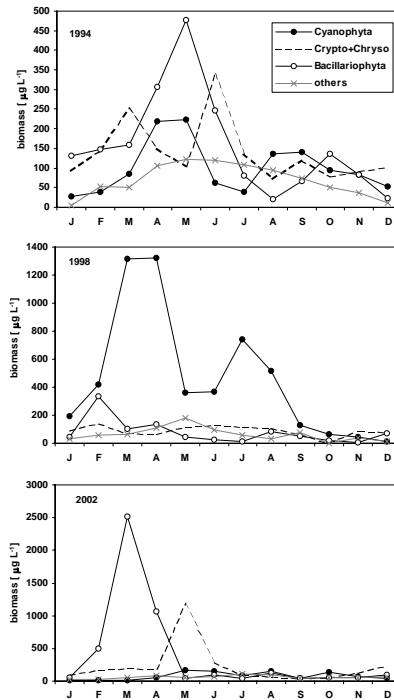 1994
500
450
400
350
300
250
200
150
100
50
0
biomass [ µg L-1]
Cyanophyta
Crypto+Chryso
Bacillariophyta
others
J F M A M J J A S O N D
1998
1400
1200
1000
800
600
400
200
0
biomass [ µg L-1]
J F M A M J J A S O N D
2002
3000
2500
2000
1500
1000
500
0
biomass [ µg L-1]
J F M A M J J A S O N D